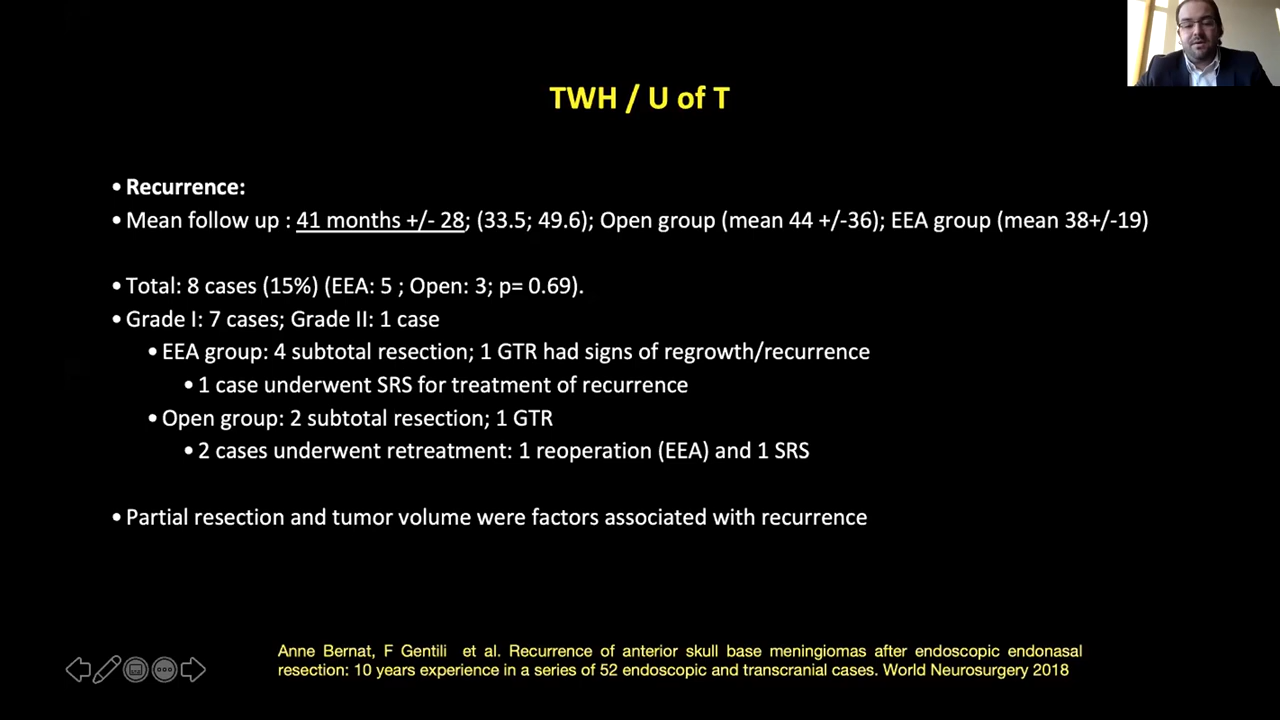 TWH / U of T
• Recurrence:
• Mean follow up : 41 months +/- 28; (33.5; 49.6); Open group (mean 44 +/-36); EEA group (mean 38+/-19)
• Total: 8 cases (15%) (EEA: 5 ; Open: 3; p= 0.69).
• Grade I: 7 cases; Grade II: 1 case
• EEA group: 4 subtotal resection; 1 GTR had signs of regrowth/recurrence
• 1 case underwent SRS for treatment of recurrence
• Open group: 2 subtotal resection; 1 GTR
• 2 cases underwent retreatment: 1 reoperation (EEA) and 1 SRS
• Partial resection and tumor volume were factors associated with recurrence
Anne Bernat, F Gentili et al. Recurrence of anterior skull base meningiomas after endoscopic endonasal
resection: 10 years experience in a series of 52 endoscopic and transcranial cases. World Neurosurgery 2018